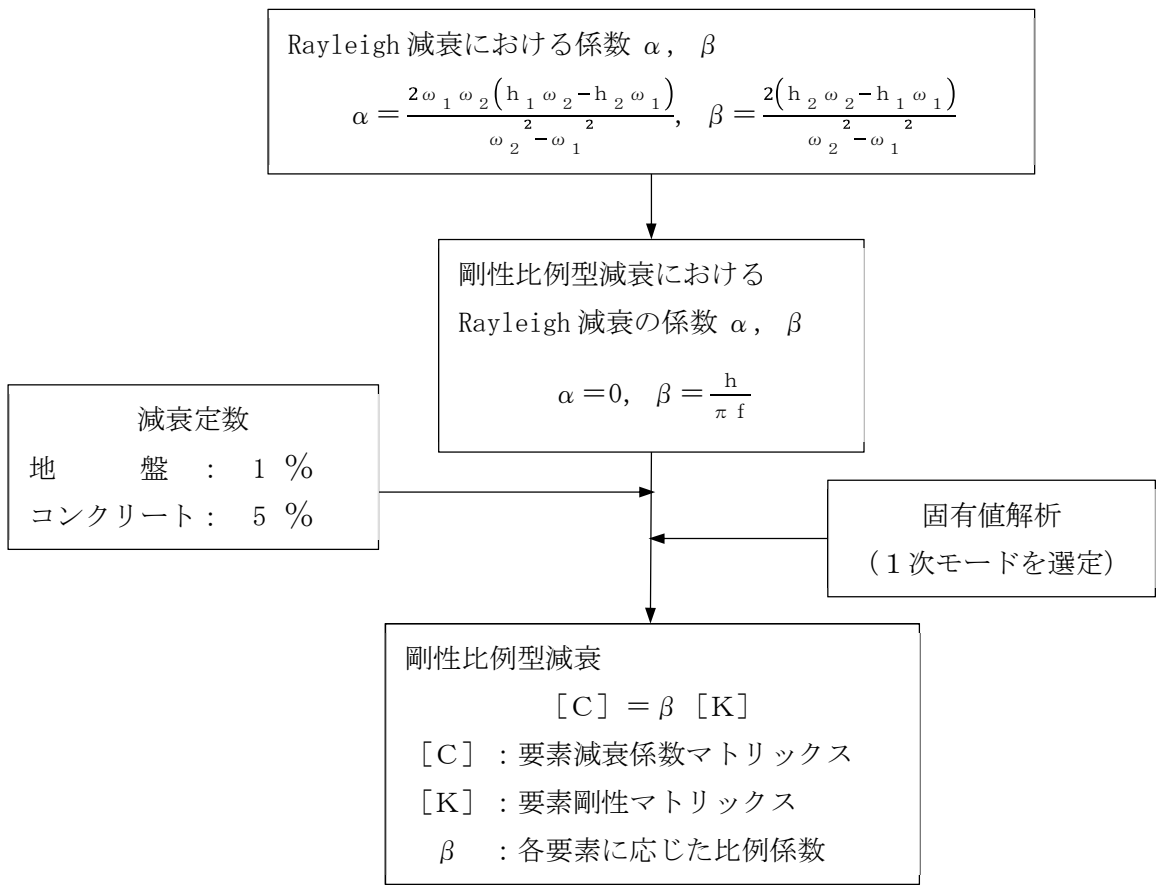 Rayleigh 減衰における係数 α, β
α＝2ω₁ω₂(h₁ω₂−h₂ω₁)/(ω₂²−ω₁²), β＝2(h₂ω₂−h₁ω₁)/(ω₂²−ω₁²)
剛性比例型減衰における
Rayleigh 減衰の係数 α, β
α＝0, β＝h/(πf)
減衰定数
地　　盤 : 1 %
コンクリート : 5 %
固有値解析
（１次モードを選定）
剛性比例型減衰
［C］＝β［K］
［C］：要素減衰係数マトリックス
［K］：要素剛性マトリックス
β ：各要素に応じた比例係数